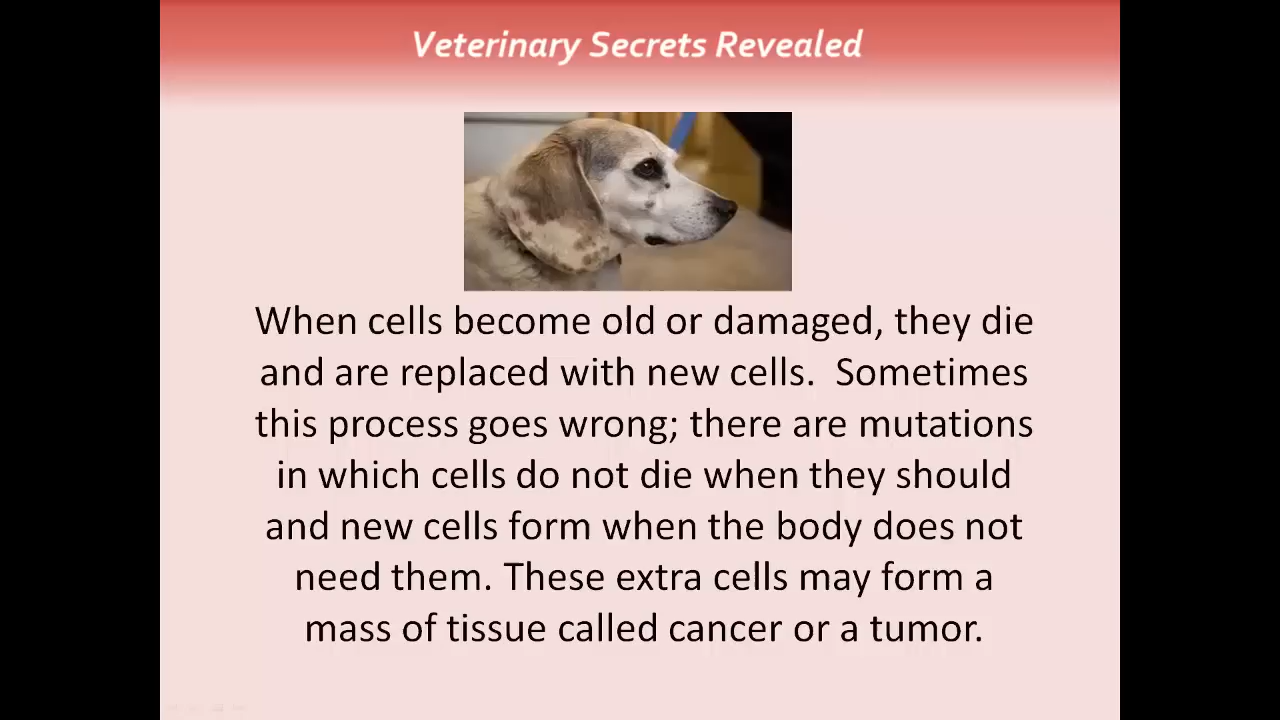 Veterinary Secrets Revealed
When cells become old or damaged, they die
and are replaced with new cells.  Sometimes
this process goes wrong; there are mutations
in which cells do not die when they should
and new cells form when the body does not
need them. These extra cells may form a
mass of tissue called cancer or a tumor.